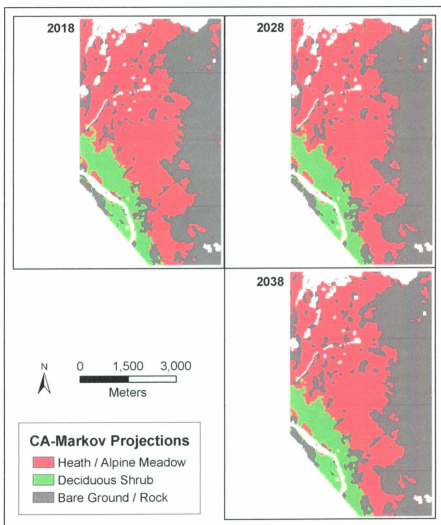 2018
2028
2038
N
0 1,500 3,000
Meters
CA-Markov Projections
Heath / Alpine Meadow
Deciduous Shrub
Bare Ground / Rock